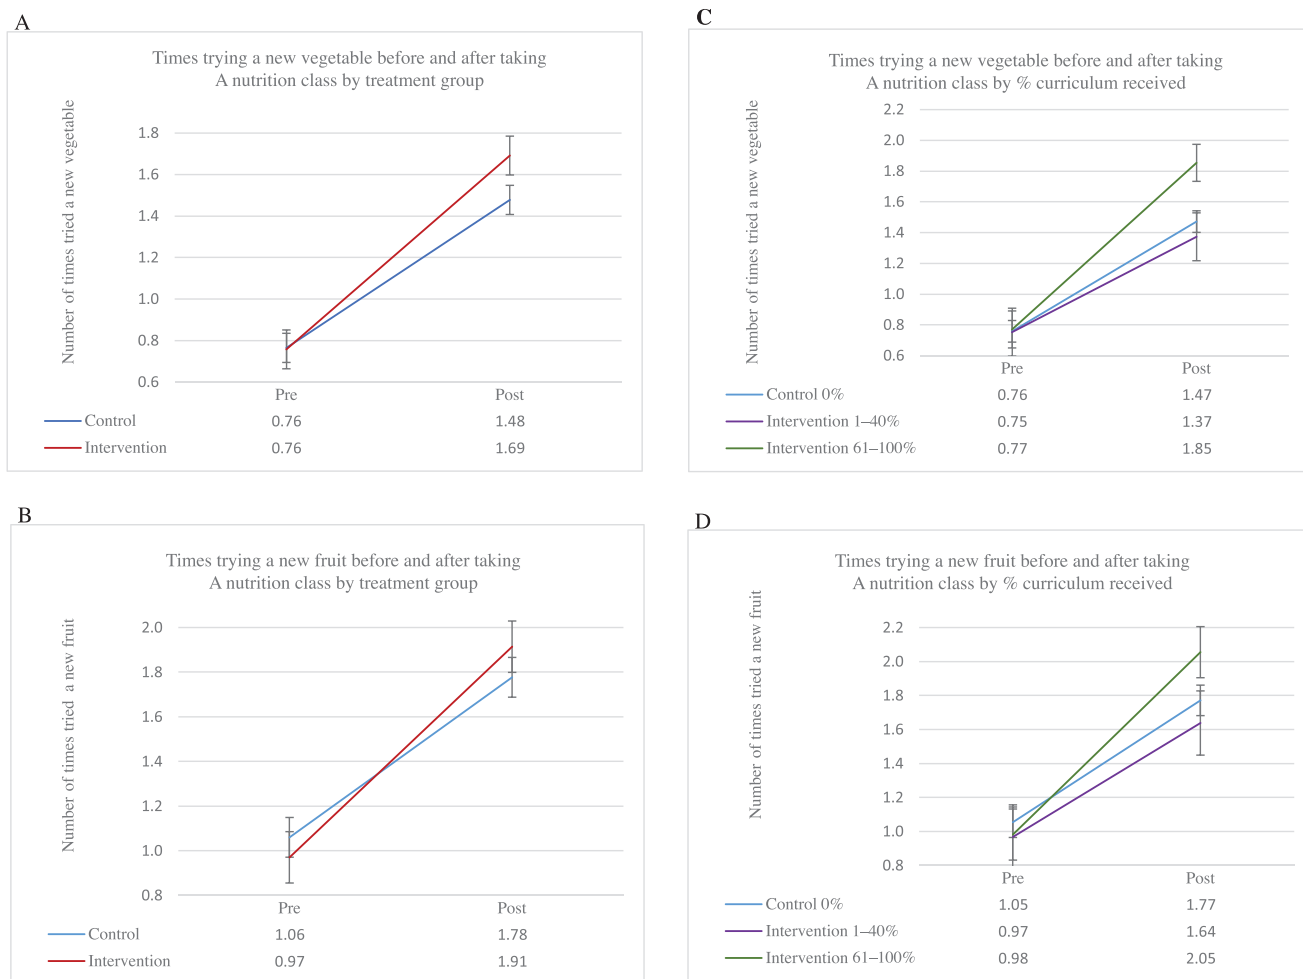 A
Times trying a new vegetable before and after taking
A nutrition class by treatment group
Number of times tried a new vegetable
1.8
1.6
1.4
1.2
1.0
0.8
0.6
Pre Post
Control 0.76 1.48
Intervention 0.76 1.69
B
Times trying a new fruit before and after taking
A nutrition class by treatment group
Number of times tried a new fruit
2.0
1.8
1.6
1.4
1.2
1.0
0.8
Pre Post
Control 1.06 1.78
Intervention 0.97 1.91
C
Times trying a new vegetable before and after taking
A nutrition class by % curriculum received
Number of times tried a new vegetable
2.2
2.0
1.8
1.6
1.4
1.2
1.0
0.8
0.6
Pre Post
Control 0% 0.76 1.47
Intervention 1–40% 0.75 1.37
Intervention 61–100% 0.77 1.85
D
Times trying a new fruit before and after taking
A nutrition class by % curriculum received
Number of times tried a new fruit
2.2
2.0
1.8
1.6
1.4
1.2
1.0
0.8
Pre Post
Control 0% 1.05 1.77
Intervention 1–40% 0.97 1.64
Intervention 61–100% 0.98 2.05